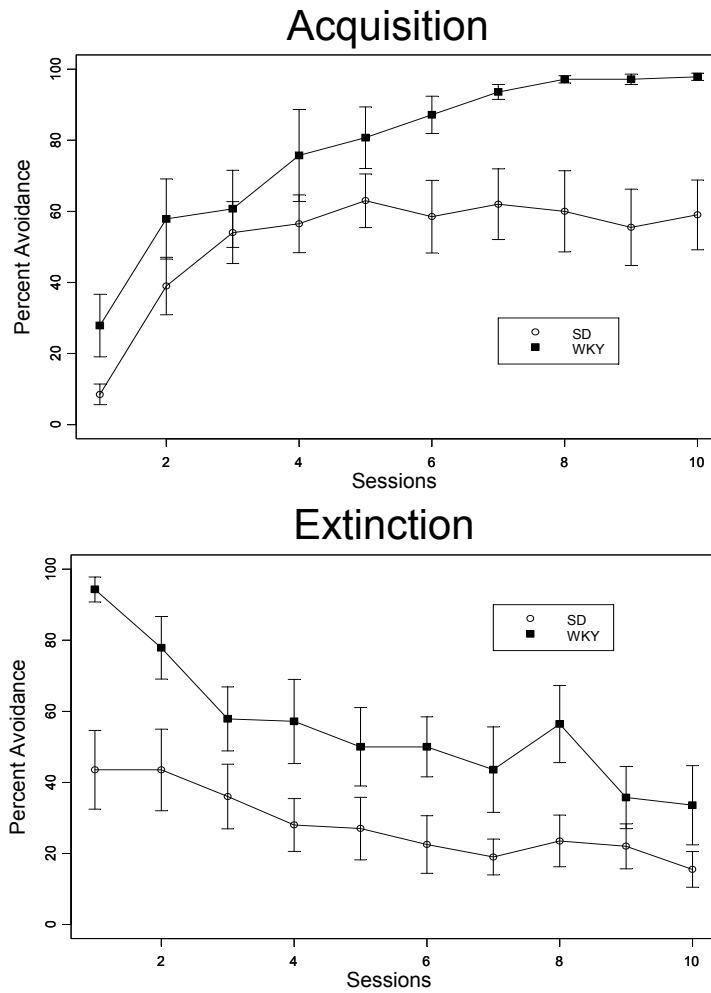 Acquisition
Percent Avoidance
100
80
60
40
20
0
SD
WKY
2 4 6 8 10
Sessions
Extinction
Percent Avoidance
100
80
60
40
20
0
SD
WKY
2 4 6 8 10
Sessions